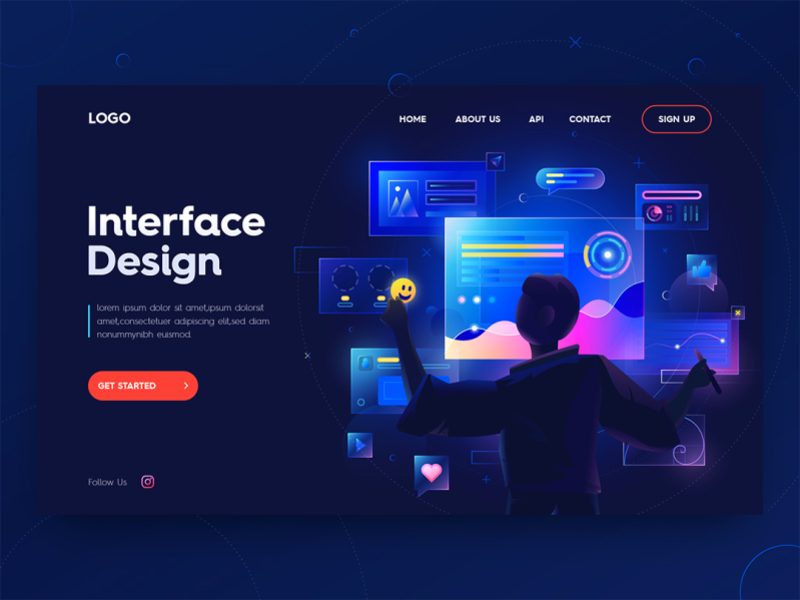 LOGO
HOME ABOUT US API CONTACT SIGN UP
Interface
Design
lorem ipsum dolor sit amet,ipsum dolorsit
amet,consectetuer adipiscing elit,sed diam
nonummynibh euismod.
GET STARTED
Follow Us